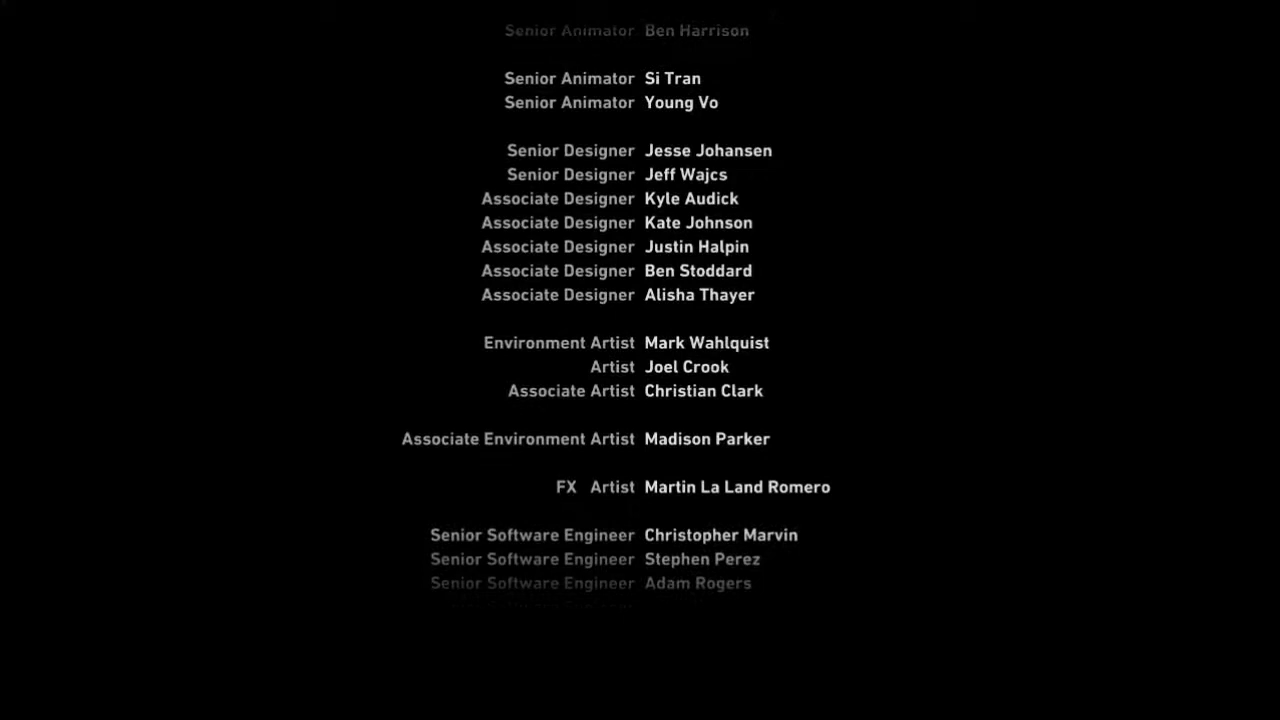 Senior Animator Ben Harrison
Senior Animator Si Tran
Senior Animator Young Vo
Senior Designer Jesse Johansen
Senior Designer Jeff Wajcs
Associate Designer Kyle Audick
Associate Designer Kate Johnson
Associate Designer Justin Halpin
Associate Designer Ben Stoddard
Associate Designer Alisha Thayer
Environment Artist Mark Wahlquist
Artist Joel Crook
Associate Artist Christian Clark
Associate Environment Artist Madison Parker
FX Artist Martin La Land Romero
Senior Software Engineer Christopher Marvin
Senior Software Engineer Stephen Perez
Senior Software Engineer Adam Rogers